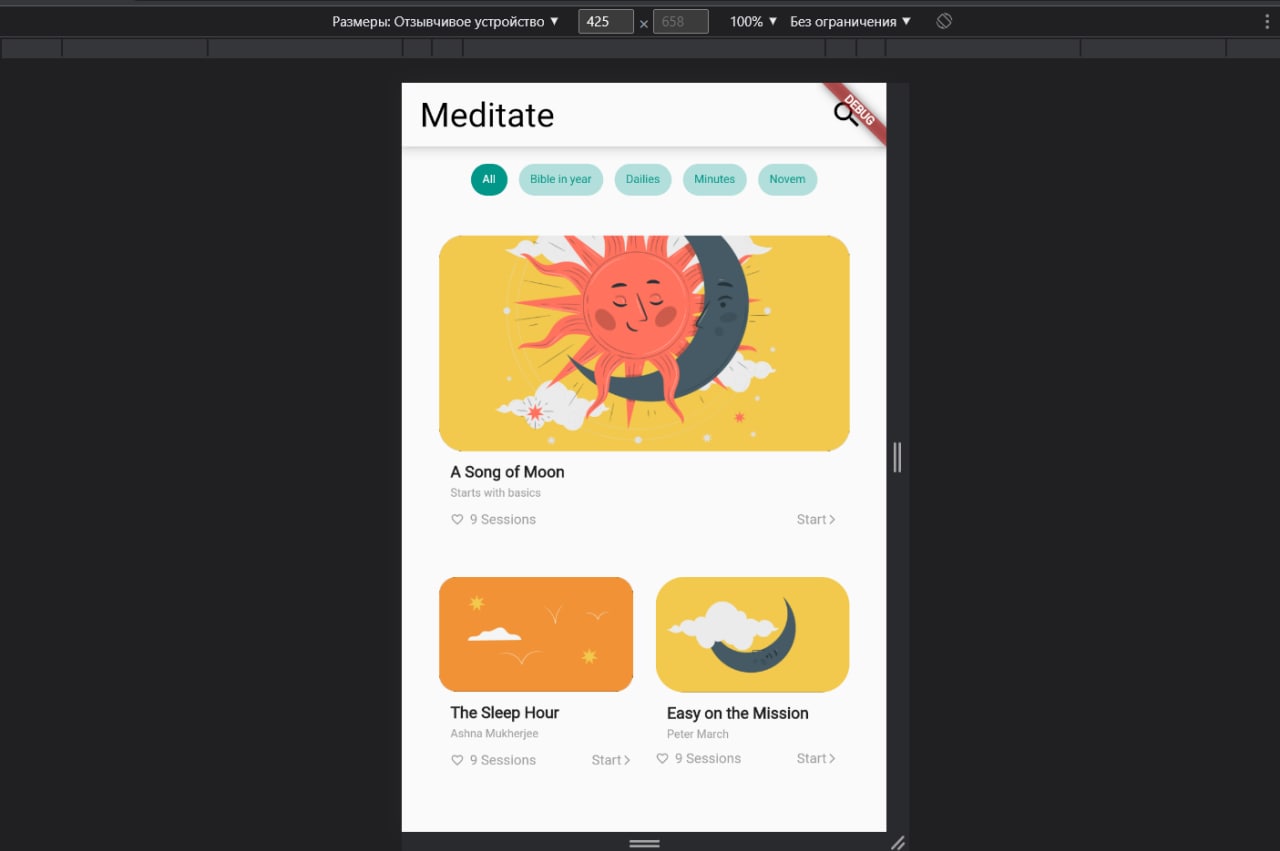 Размеры: Отзывчивое устройство ▼ 425 × 658 100% ▼ Без ограничения ▼
Meditate
DEBUG
All Bible in year Dailies Minutes Novem
A Song of Moon
Starts with basics
9 Sessions Start
The Sleep Hour Easy on the Mission
Ashna Mukherjee Peter March
9 Sessions Start 9 Sessions Start